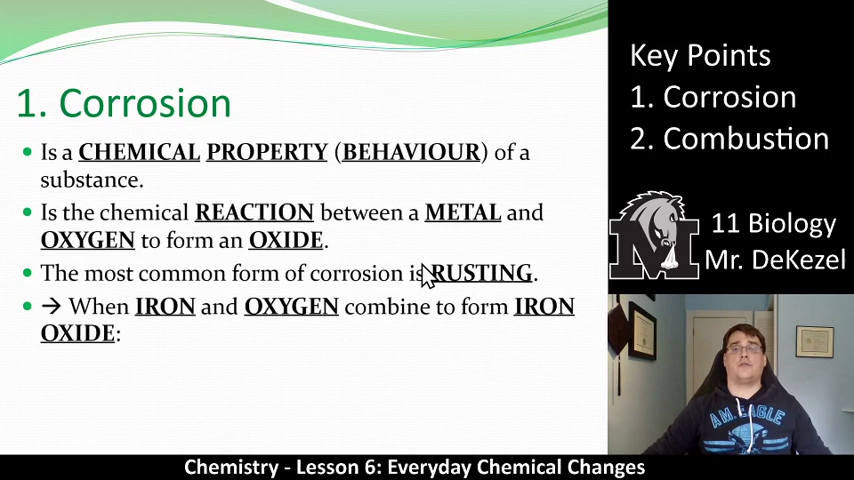 1. Corrosion
Is a CHEMICAL PROPERTY (BEHAVIOUR) of a
substance.
Is the chemical REACTION between a METAL and
OXYGEN to form an OXIDE.
The most common form of corrosion is RUSTING.
→ When IRON and OXYGEN combine to form IRON
OXIDE:
Key Points
1. Corrosion
2. Combustion
M
11 Biology
Mr. DeKezel
AM. EAGLE
Chemistry - Lesson 6: Everyday Chemical Changes